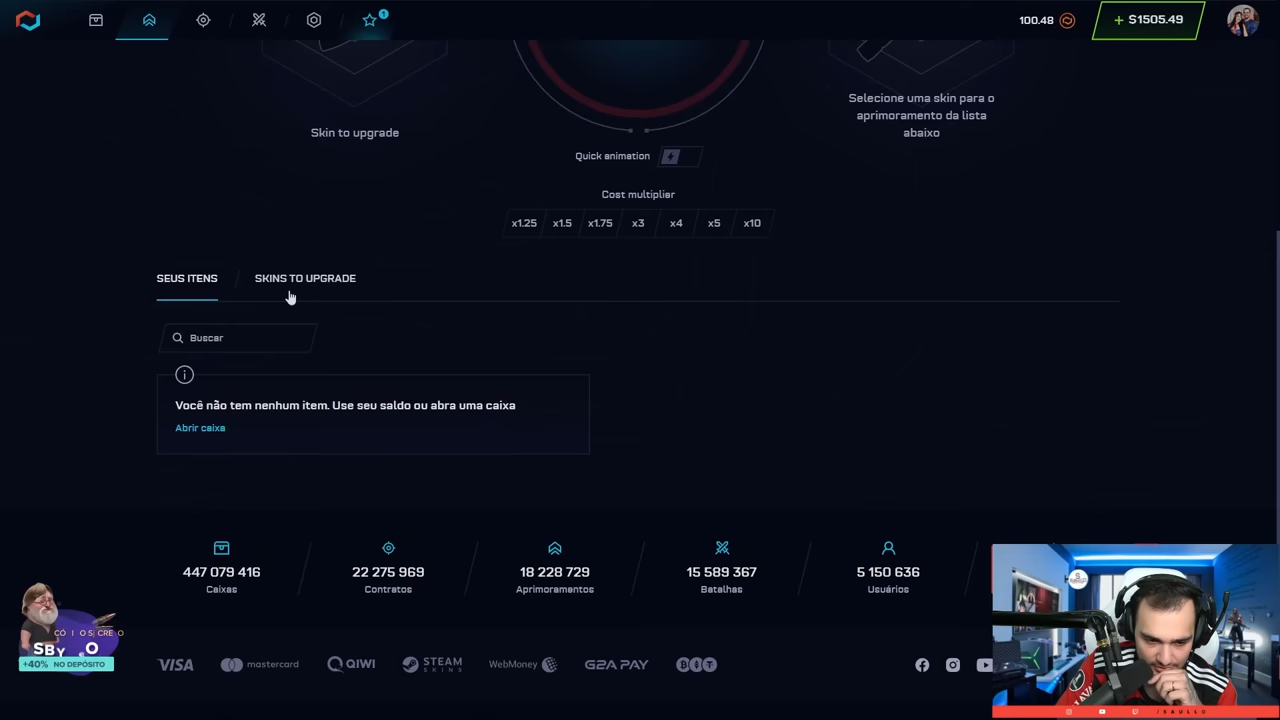 100.48
+ $1505.49
Skin to upgrade
Selecione uma skin para o
aprimoramento da lista
abaixo
Quick animation
Cost multiplier
x1.25
x1.5
x1.75
x3
x4
x5
x10
SEUS ITENS
SKINS TO UPGRADE
Buscar
Você não tem nenhum item. Use seu saldo ou abra uma caixa
Abrir caixa
447 079 416
Caixas
22 275 969
Contratos
18 228 729
Aprimoramentos
15 589 367
Batalhas
5 150 636
Usuários
+40% NO DEPÓSITO
VISA
mastercard
QIWI
STEAM
SKINS
WebMoney
G2A PAY
/SAULLO